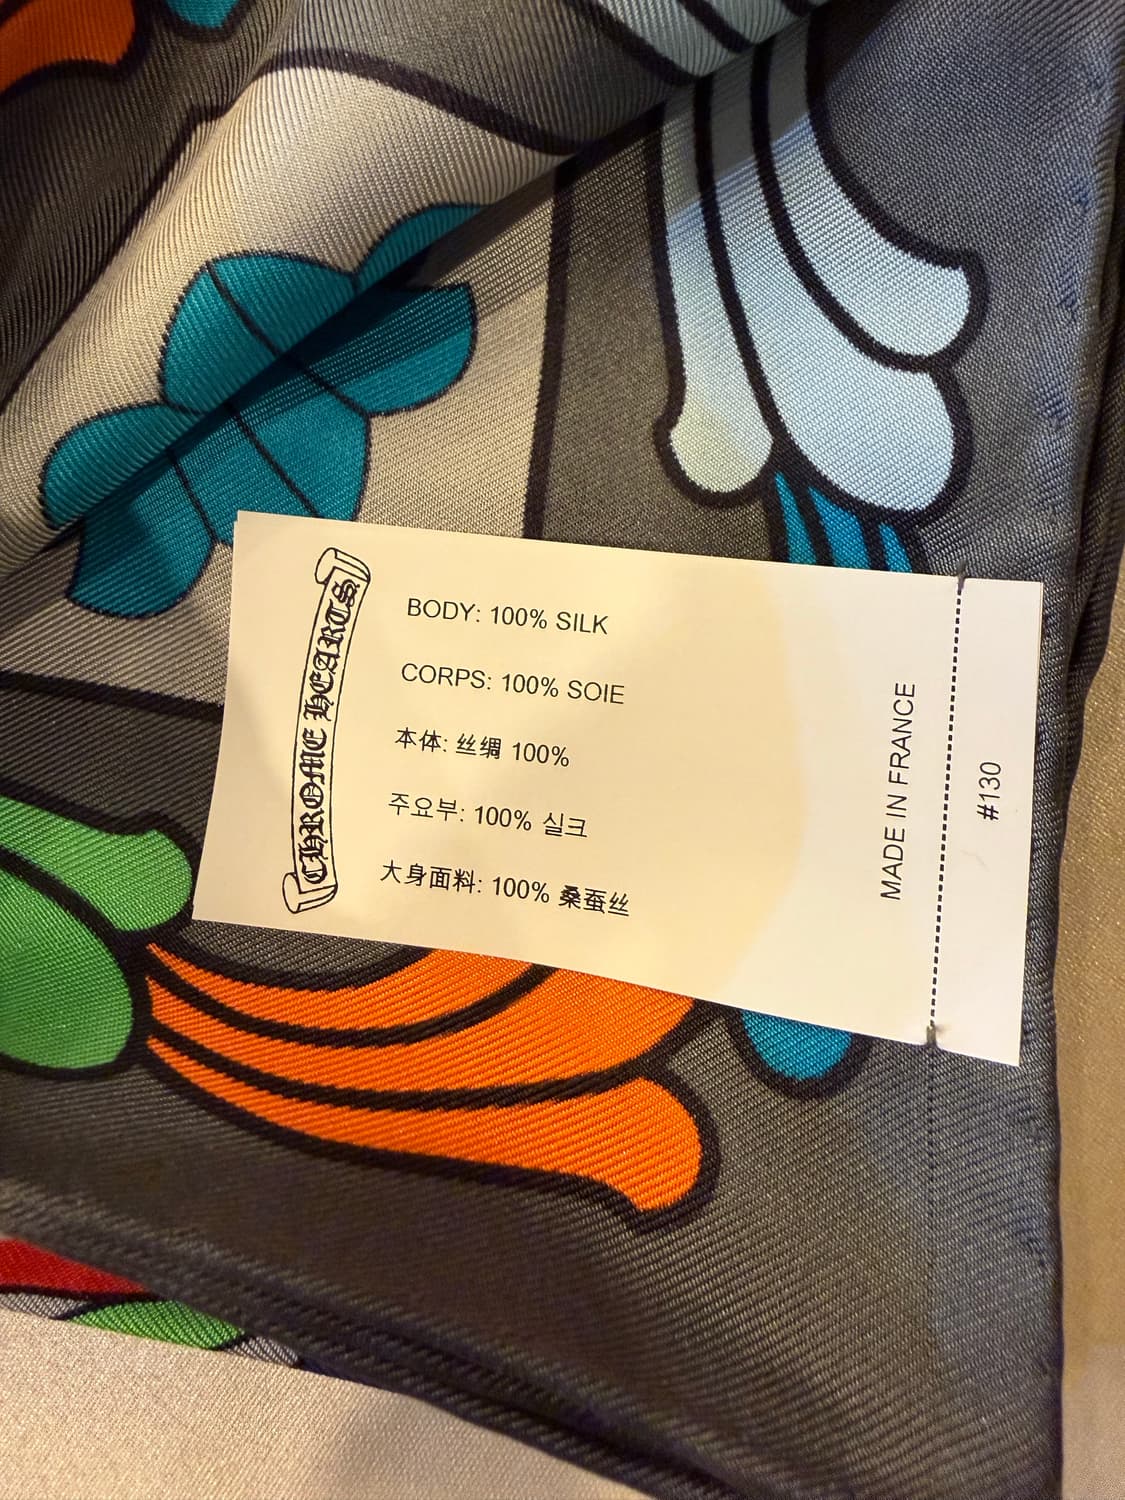 CHROME HEARTS
BODY: 100% SILK
CORPS: 100% SOIE
本体: 丝绸 100%
주요부: 100% 실크
大身面料: 100% 桑蚕丝
MADE IN FRANCE
#130